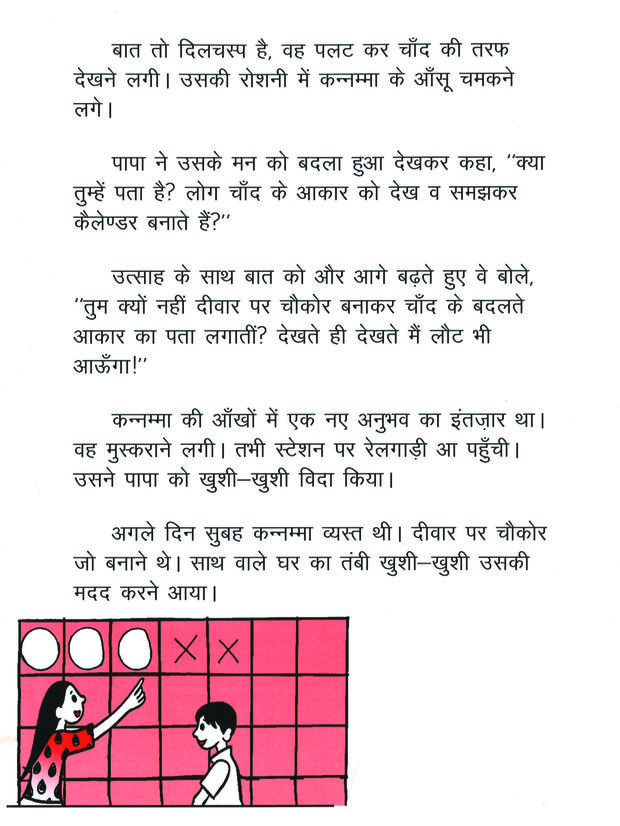 बात तो दिलचस्प है, वह पलट कर चाँद की तरफ
देखने लगी। उसकी रोशनी में कन्नम्मा के आँसू चमकने
लगे।
पापा ने उसके मन को बदला हुआ देखकर कहा, ‘‘क्या
तुम्हें पता है? लोग चाँद के आकार को देख व समझकर
कैलेण्डर बनाते हैं?’’
उत्साह के साथ बात को और आगे बढ़ते हुए वे बोले,
‘‘तुम क्यों नहीं दीवार पर चौकोर बनाकर चाँद के बदलते
आकार का पता लगातीं? देखते ही देखते मैं लौट भी
आऊँगा!’’
कन्नम्मा की आँखों में एक नए अनुभव का इंतज़ार था।
वह मुस्कराने लगी। तभी स्टेशन पर रेलगाड़ी आ पहुँची।
उसने पापा को खुशी–खुशी विदा किया।
अगले दिन सुबह कन्नम्मा व्यस्त थी। दीवार पर चौकोर
जो बनाने थे। साथ वाले घर का तंबी खुशी–खुशी उसकी
मदद करने आया।